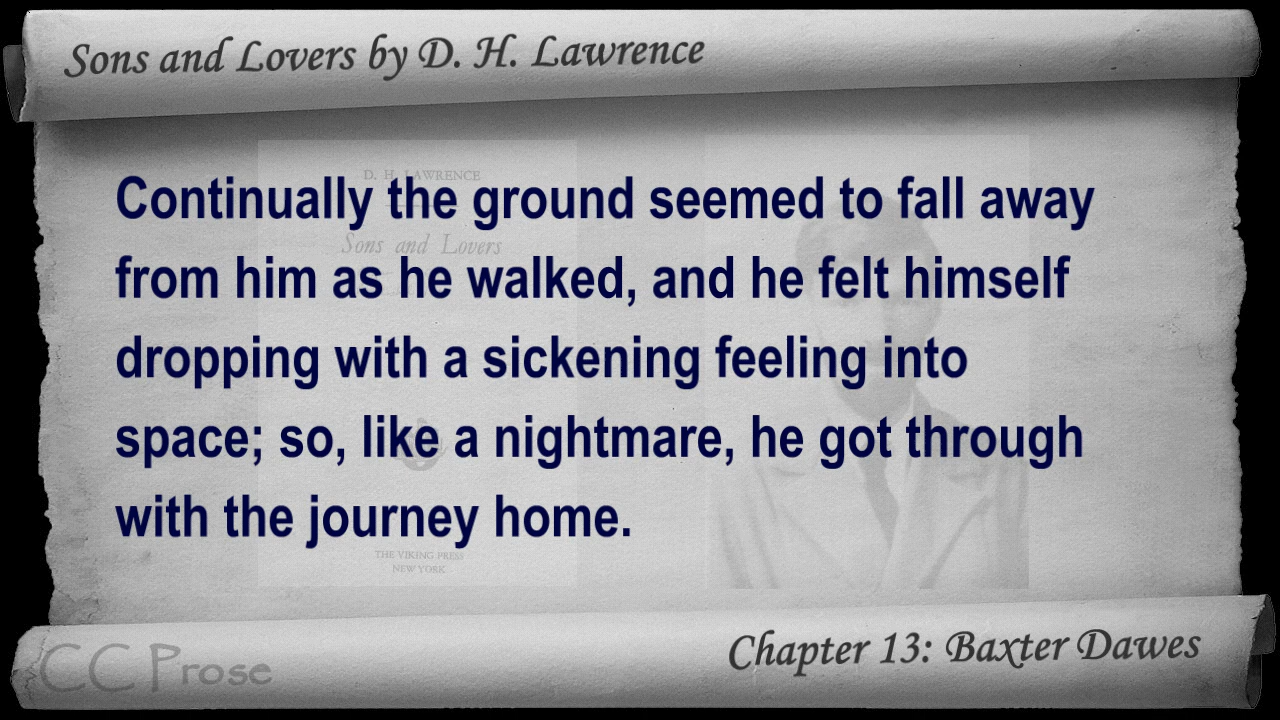 Sons and Lovers by D. H. Lawrence
D. H. LAWRENCE
Continually the ground seemed to fall away
Sons and Lovers
from him as he walked, and he felt himself
dropping with a sickening feeling into
space; so, like a nightmare, he got through
with the journey home.
THE VIKING PRESS
NEW YORK
Chapter 13: Baxter Dawes
CC Prose